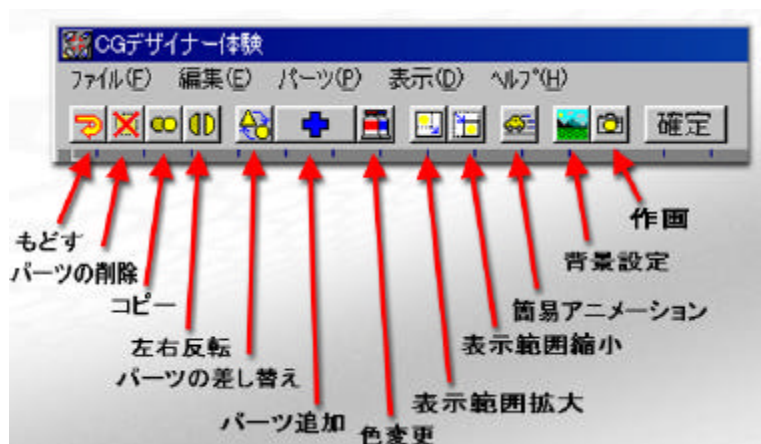 CGデザイナー体験
ファイル(F) 編集(E) パーツ(P) 表示(D) ヘルプ(H)
確定
もどす
パーツの削除
コピー
左右反転
パーツの差し替え
パーツ追加
色変更
表示範囲拡大
表示範囲縮小
簡易アニメーション
背景設定
作画